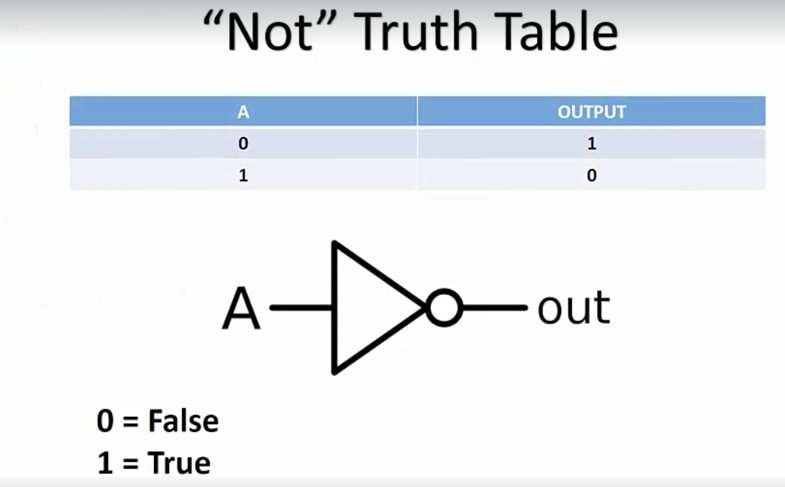 “Not” Truth Table
A OUTPUT
0 1
1 0
A out
0 = False
1 = True